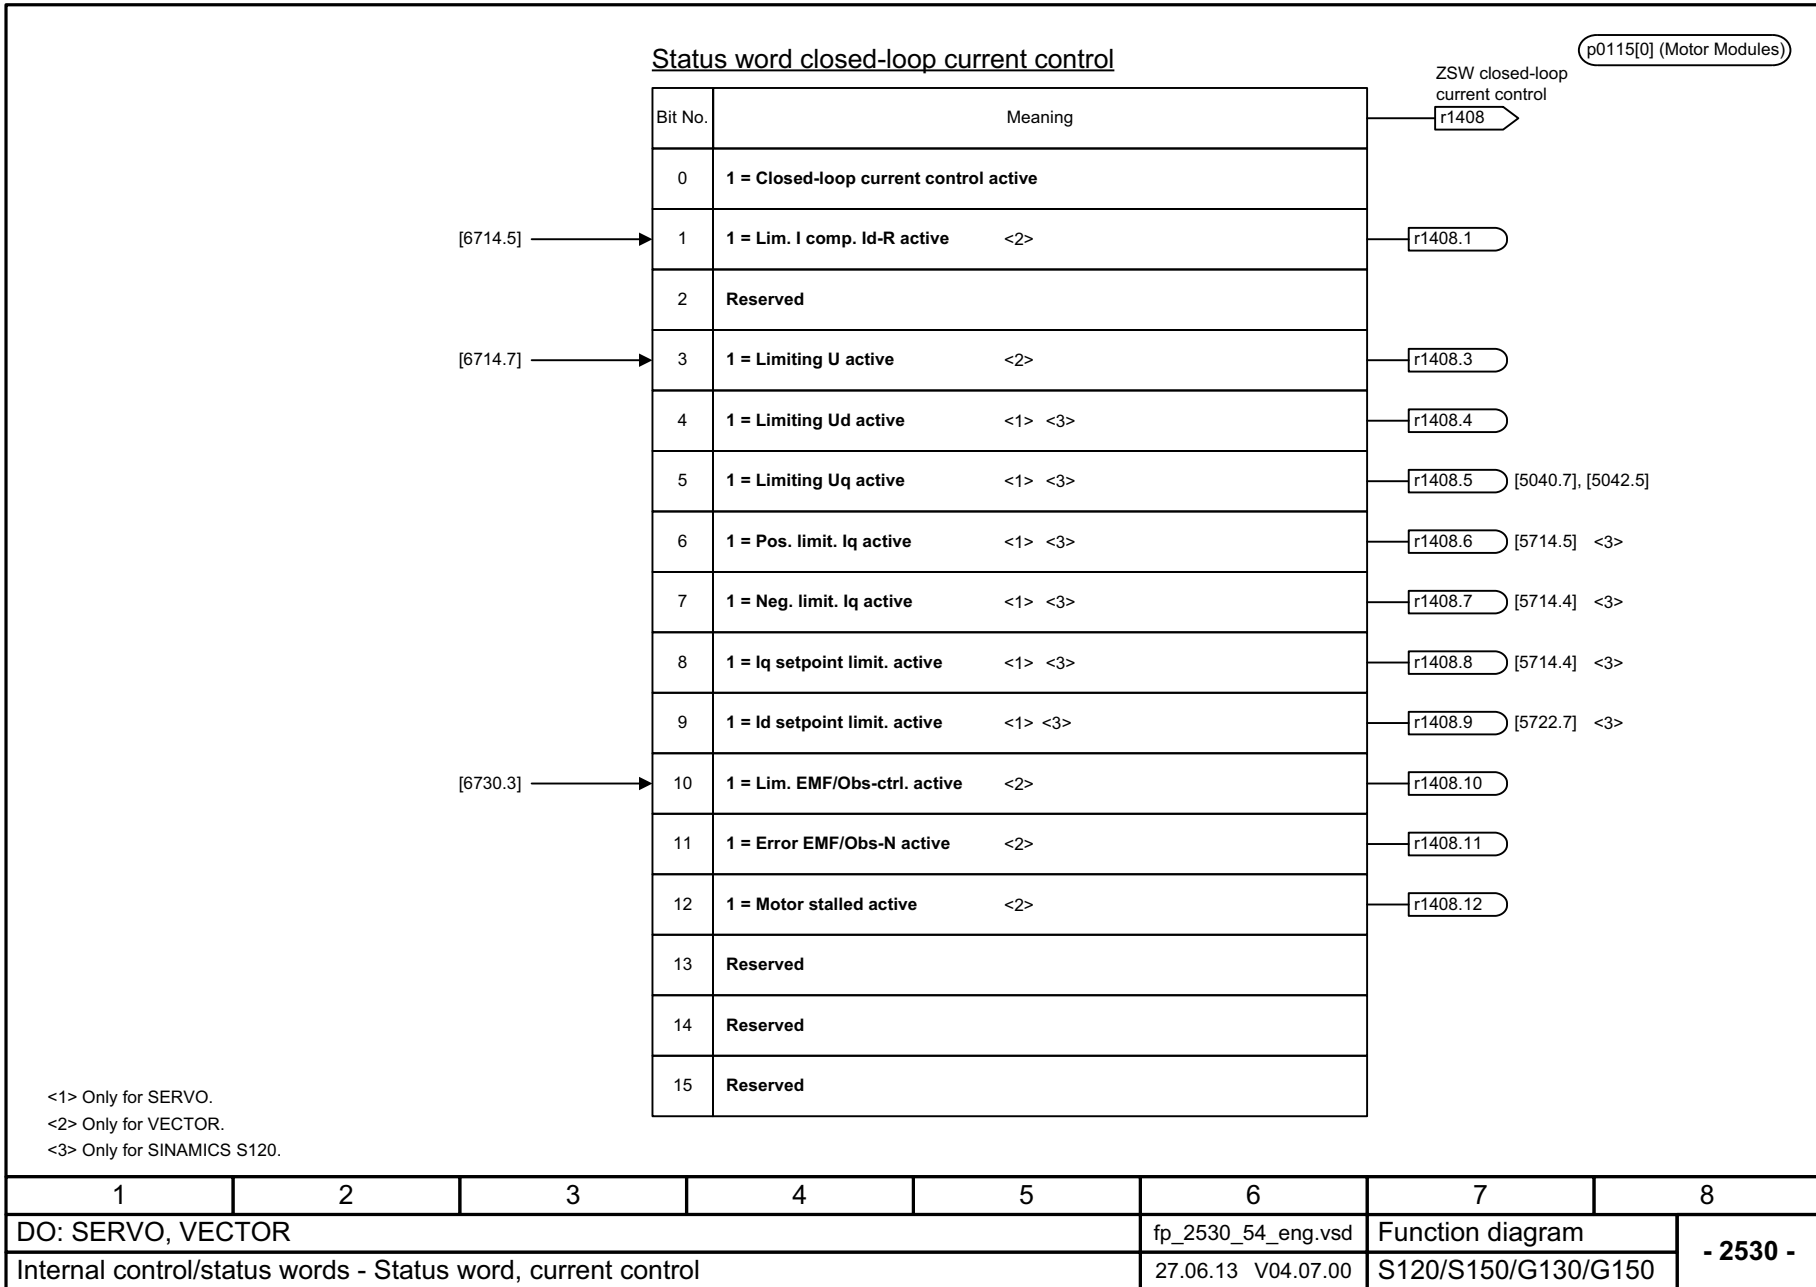 Status word closed-loop current control
p0115[0] (Motor Modules)
ZSW closed-loop
current control
Bit No. Meaning r1408
0 1 = Closed-loop current control active
[6714.5] 1 1 = Lim. I comp. Id-R active <2> r1408.1
2 Reserved
[6714.7] 3 1 = Limiting U active <2> r1408.3
4 1 = Limiting Ud active <1> <3> r1408.4
5 1 = Limiting Uq active <1> <3> r1408.5 [5040.7], [5042.5]
6 1 = Pos. limit. Iq active <1> <3> r1408.6 [5714.5] <3>
7 1 = Neg. limit. Iq active <1> <3> r1408.7 [5714.4] <3>
8 1 = Iq setpoint limit. active <1> <3> r1408.8 [5714.4] <3>
9 1 = Id setpoint limit. active <1> <3> r1408.9 [5722.7] <3>
[6730.3] 10 1 = Lim. EMF/Obs-ctrl. active <2> r1408.10
11 1 = Error EMF/Obs-N active <2> r1408.11
12 1 = Motor stalled active <2> r1408.12
13 Reserved
14 Reserved
15 Reserved
<1> Only for SERVO.
<2> Only for VECTOR.
<3> Only for SINAMICS S120.
1 2 3 4 5 6 7 8
DO: SERVO, VECTOR fp_2530_54_eng.vsd Function diagram - 2530 -
Internal control/status words - Status word, current control 27.06.13 V04.07.00 S120/S150/G130/G150